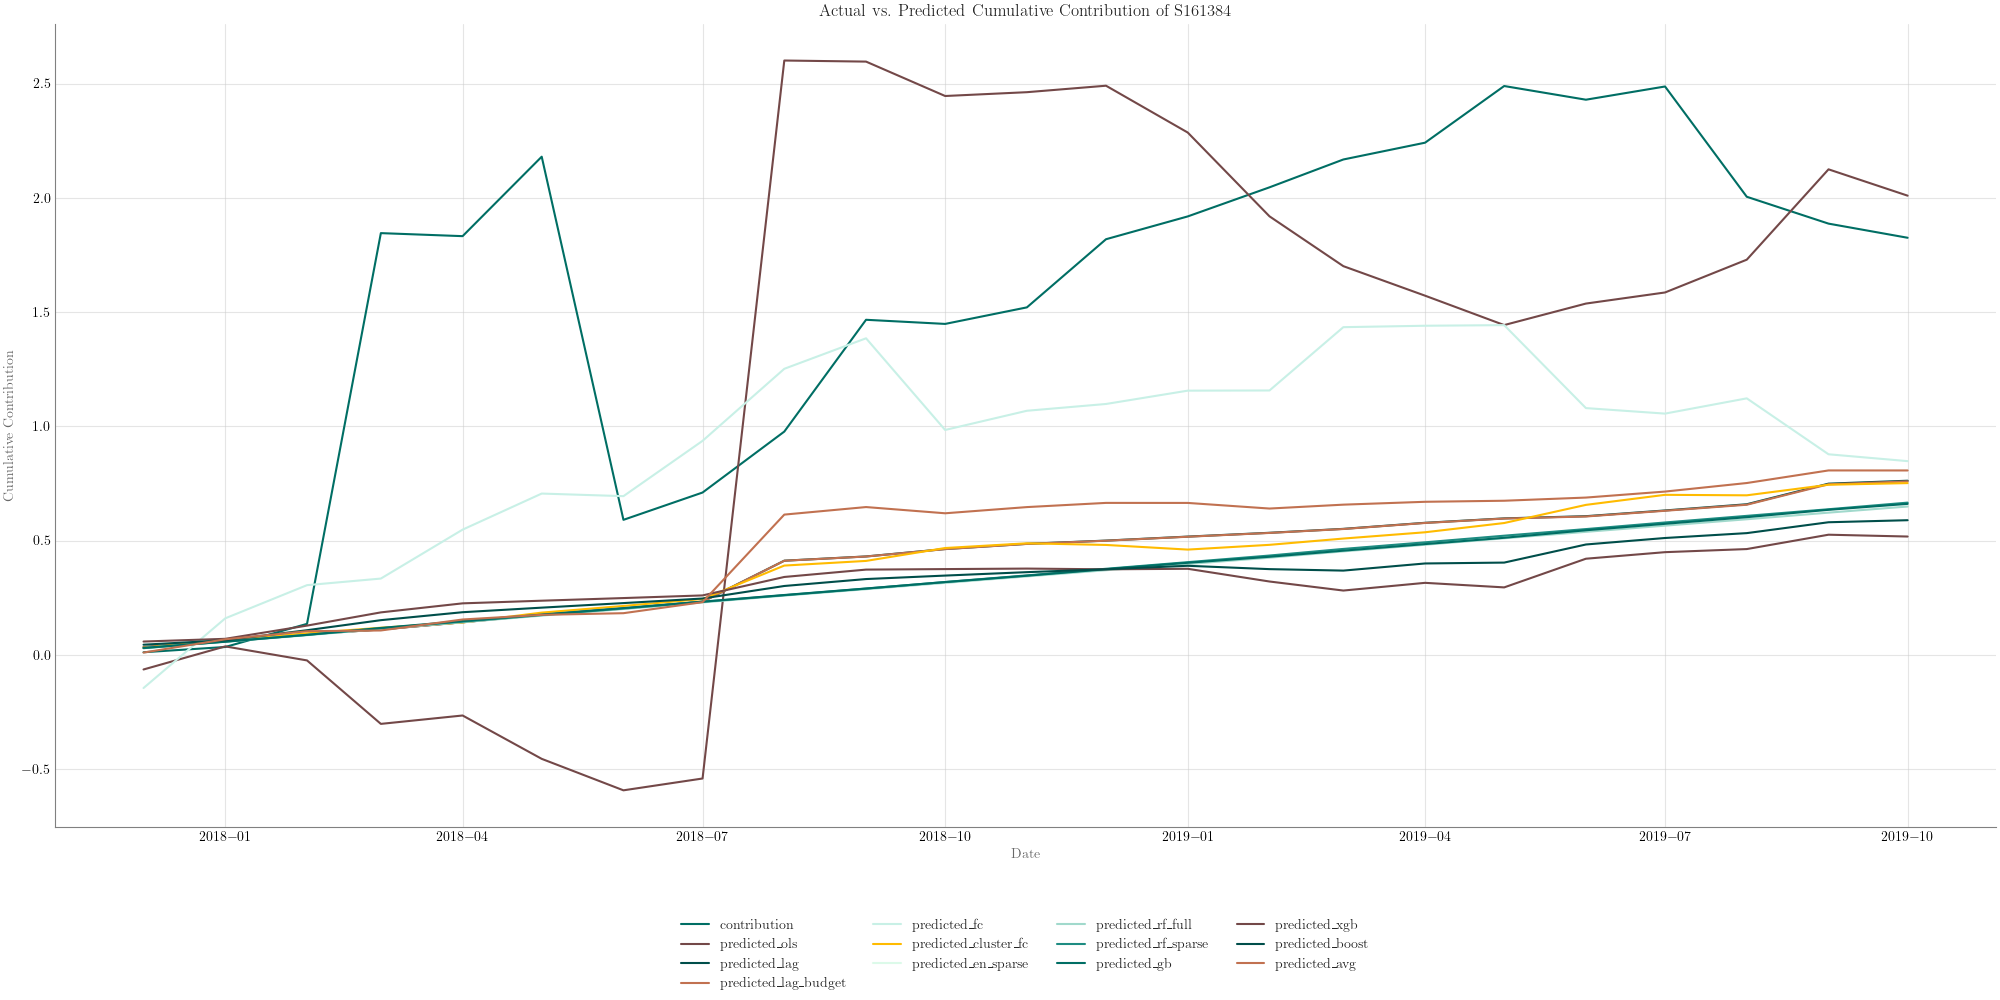 Actual vs. Predicted Cumulative Contribution of S161384
Cumulative Contribution
2.5
2.0
1.5
1.0
0.5
0.0
−0.5
2018−01
2018−04
2018−07
2018−10
2019−01
2019−04
2019−07
2019−10
Date
contribution
predicted_ols
predicted_lag
predicted_lag_budget
predicted_fc
predicted_cluster_fc
predicted_en_sparse
predicted_rf_full
predicted_rf_sparse
predicted_gb
predicted_xgb
predicted_boost
predicted_avg